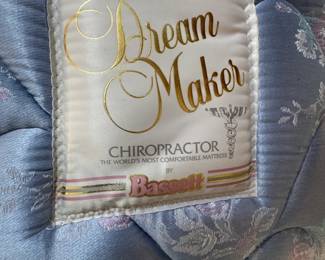 Dream
Maker
CHIROPRACTOR
THE WORLD'S MOST COMFORTABLE MATTRESS
BY
Bassett